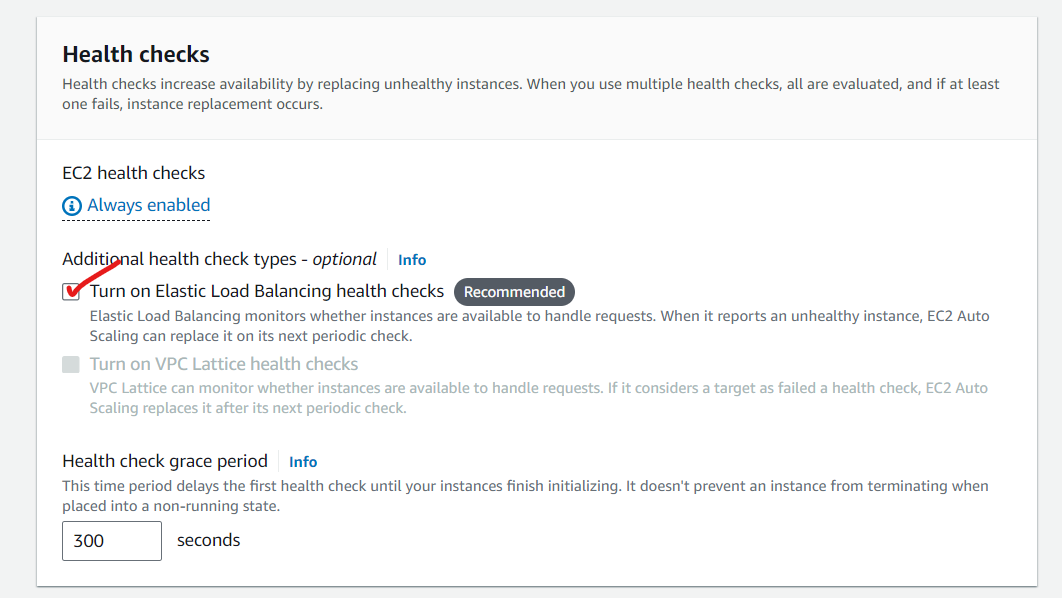 Health checks
Health checks increase availability by replacing unhealthy instances. When you use multiple health checks, all are evaluated, and if at least
one fails, instance replacement occurs.
EC2 health checks
Always enabled
Additional health check types - optional Info
Turn on Elastic Load Balancing health checks Recommended
Elastic Load Balancing monitors whether instances are available to handle requests. When it reports an unhealthy instance, EC2 Auto
Scaling can replace it on its next periodic check.
Turn on VPC Lattice health checks
VPC Lattice can monitor whether instances are available to handle requests. If it considers a target as failed a health check, EC2 Auto
Scaling replaces it after its next periodic check.
Health check grace period Info
This time period delays the first health check until your instances finish initializing. It doesn't prevent an instance from terminating when
placed into a non-running state.
300 seconds